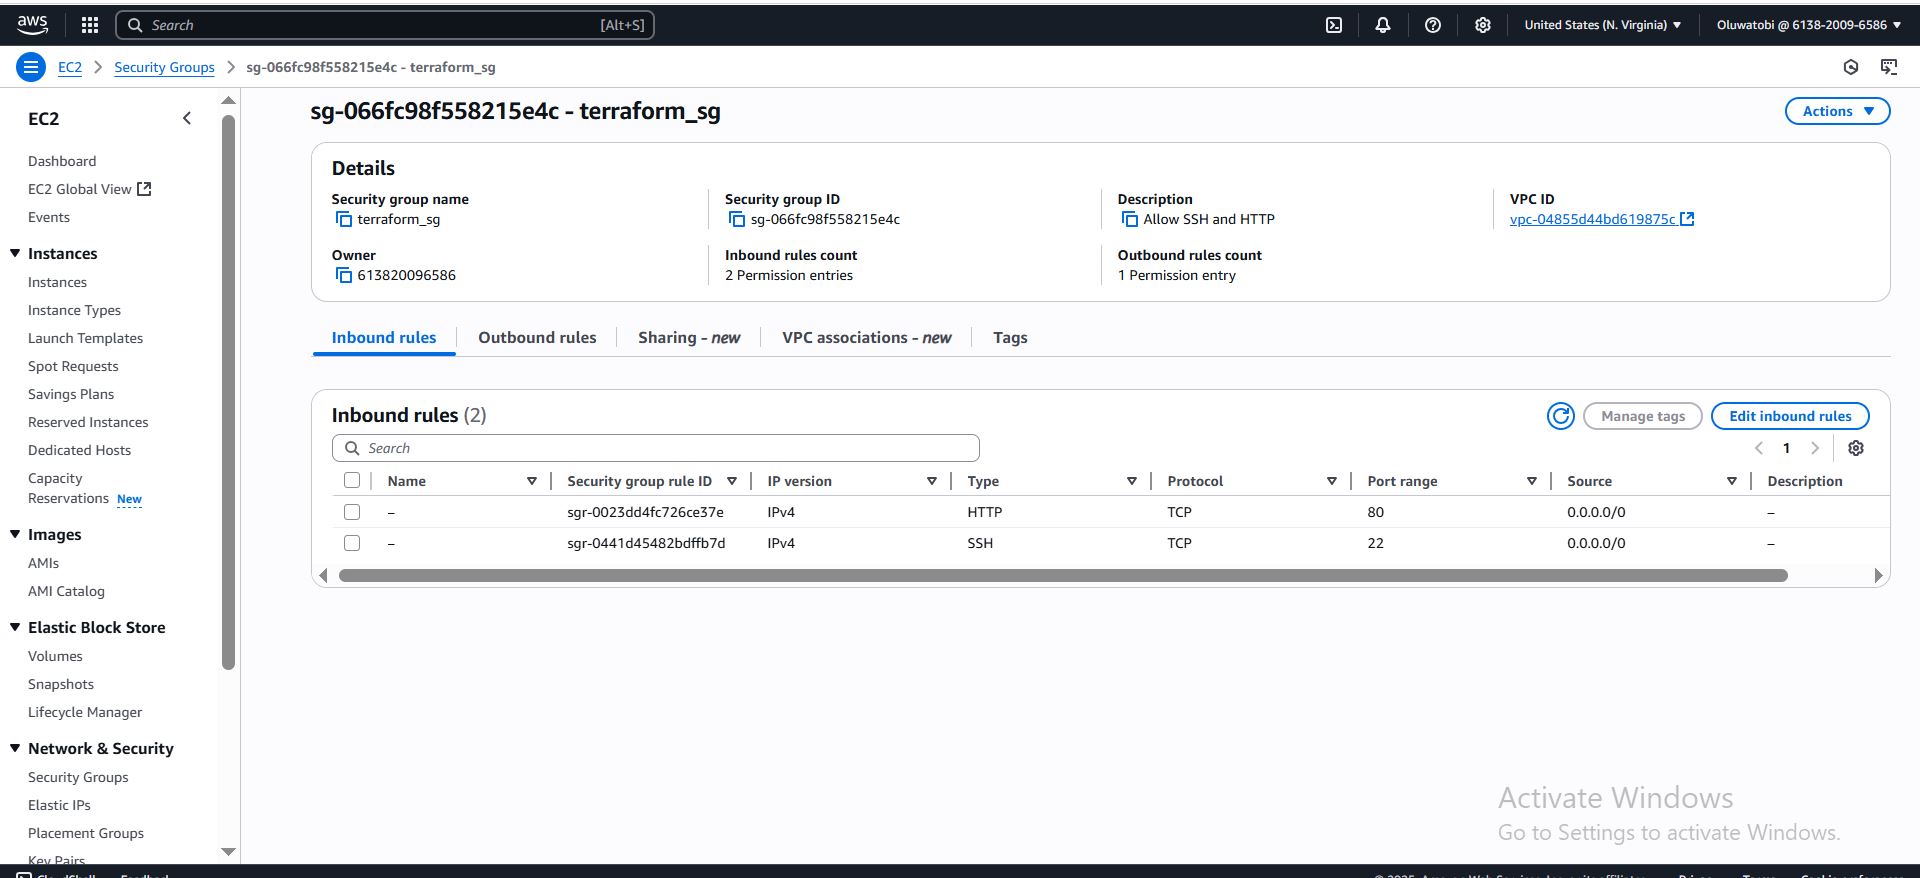 aws Search [Alt+S] United States (N. Virginia) Oluwatobi @ 6138-2009-6586
EC2 Security Groups sg-066fc98f558215e4c - terraform_sg
EC2
Dashboard
EC2 Global View
Events
Instances
Instances
Instance Types
Launch Templates
Spot Requests
Savings Plans
Reserved Instances
Dedicated Hosts
Capacity
Reservations New
Images
AMIs
AMI Catalog
Elastic Block Store
Volumes
Snapshots
Lifecycle Manager
Network & Security
Security Groups
Elastic IPs
Placement Groups
Key Pairs
sg-066fc98f558215e4c - terraform_sg Actions
Details
Security group name Security group ID Description VPC ID
terraform_sg sg-066fc98f558215e4c Allow SSH and HTTP vpc-04855d44bd619875c
Owner Inbound rules count Outbound rules count
613820096586 2 Permission entries 1 Permission entry
Inbound rules Outbound rules Sharing - new VPC associations - new Tags
Inbound rules (2) Manage tags Edit inbound rules
Search 1
Name Security group rule ID IP version Type Protocol Port range Source Description
– sgr-0023dd4fc726ce37e IPv4 HTTP TCP 80 0.0.0.0/0 –
– sgr-0441d45482bdffb7d IPv4 SSH TCP 22 0.0.0.0/0 –
Activate Windows
Go to Settings to activate Windows.
CloudShell Feedback